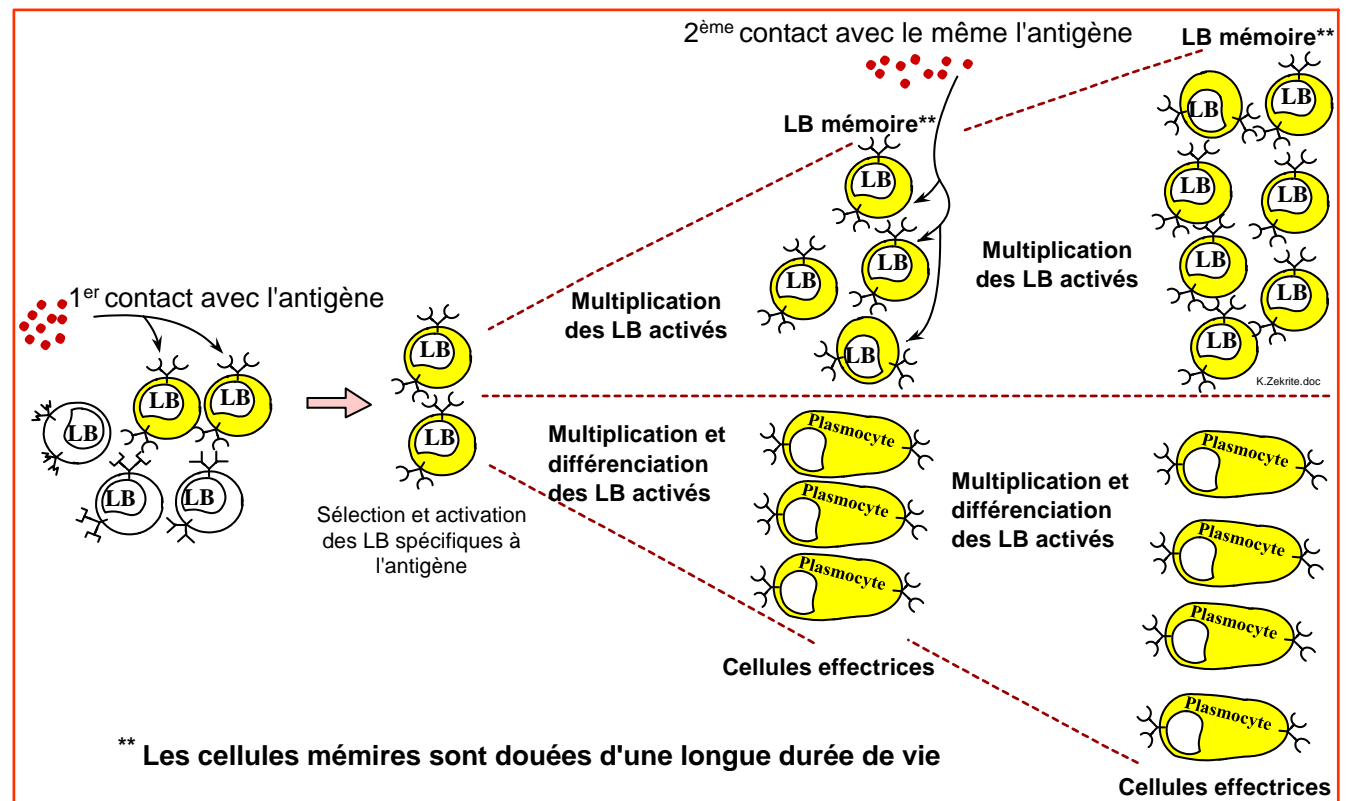 2ème contact avec le même l'antigène
LB mémoire**
LB
LB
LB mémoire**
LB
LB
LB
LB
LB
LB
LB
LB
LB
LB
K.Zekrite.doc
Multiplication
des LB activés
Multiplication
des LB activés
1er contact avec l'antigène
LB
LB
LB
LB
LB
LB
LB
Sélection et activation
des LB spécifiques à
l'antigène
Multiplication et
différenciation
des LB activés
Plasmocyte
Plasmocyte
Plasmocyte
Cellules effectrices
Multiplication et
différenciation
des LB activés
Plasmocyte
Plasmocyte
Plasmocyte
Plasmocyte
Cellules effectrices
** Les cellules mémires sont douées d'une longue durée de vie